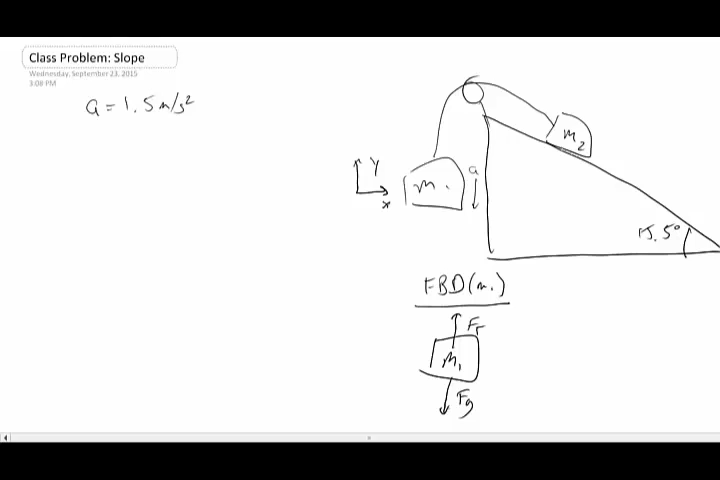 Class Problem: Slope
Wednesday, September 23, 2015
3:08 PM
a = 1.5 m/s²
m₂
Y
a
m₁
x
15.5°
FBD(m₁)
F_T
m₁
Fg